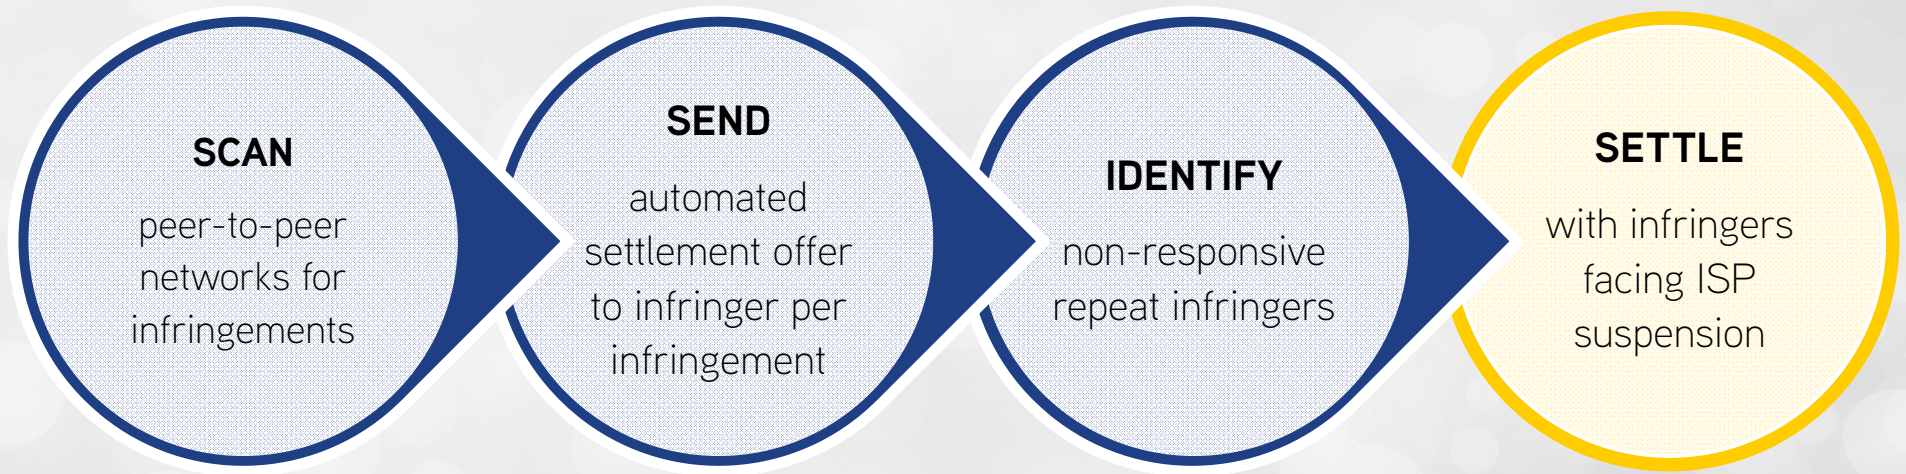 SCAN
peer-to-peer
networks for
infringements
SEND
automated
settlement offer
to infringer per
infringement
IDENTIFY
non-responsive
repeat infringers
SETTLE
with infringers
facing ISP
suspension